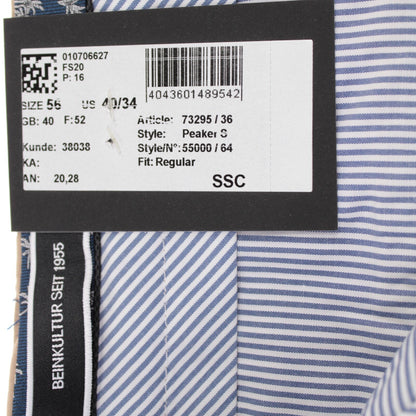 010706627
FS20
P: 16
4043601489542
SIZE 56 US 40/34
GB: 40 F: 52
Article: 73295 / 36
Style: Peaker S
Kunde: 38038
Style/N°: 55000 / 64
KA:
Fit: Regular
AN: 20,28
SSC
BEINKULTUR SEIT 1955